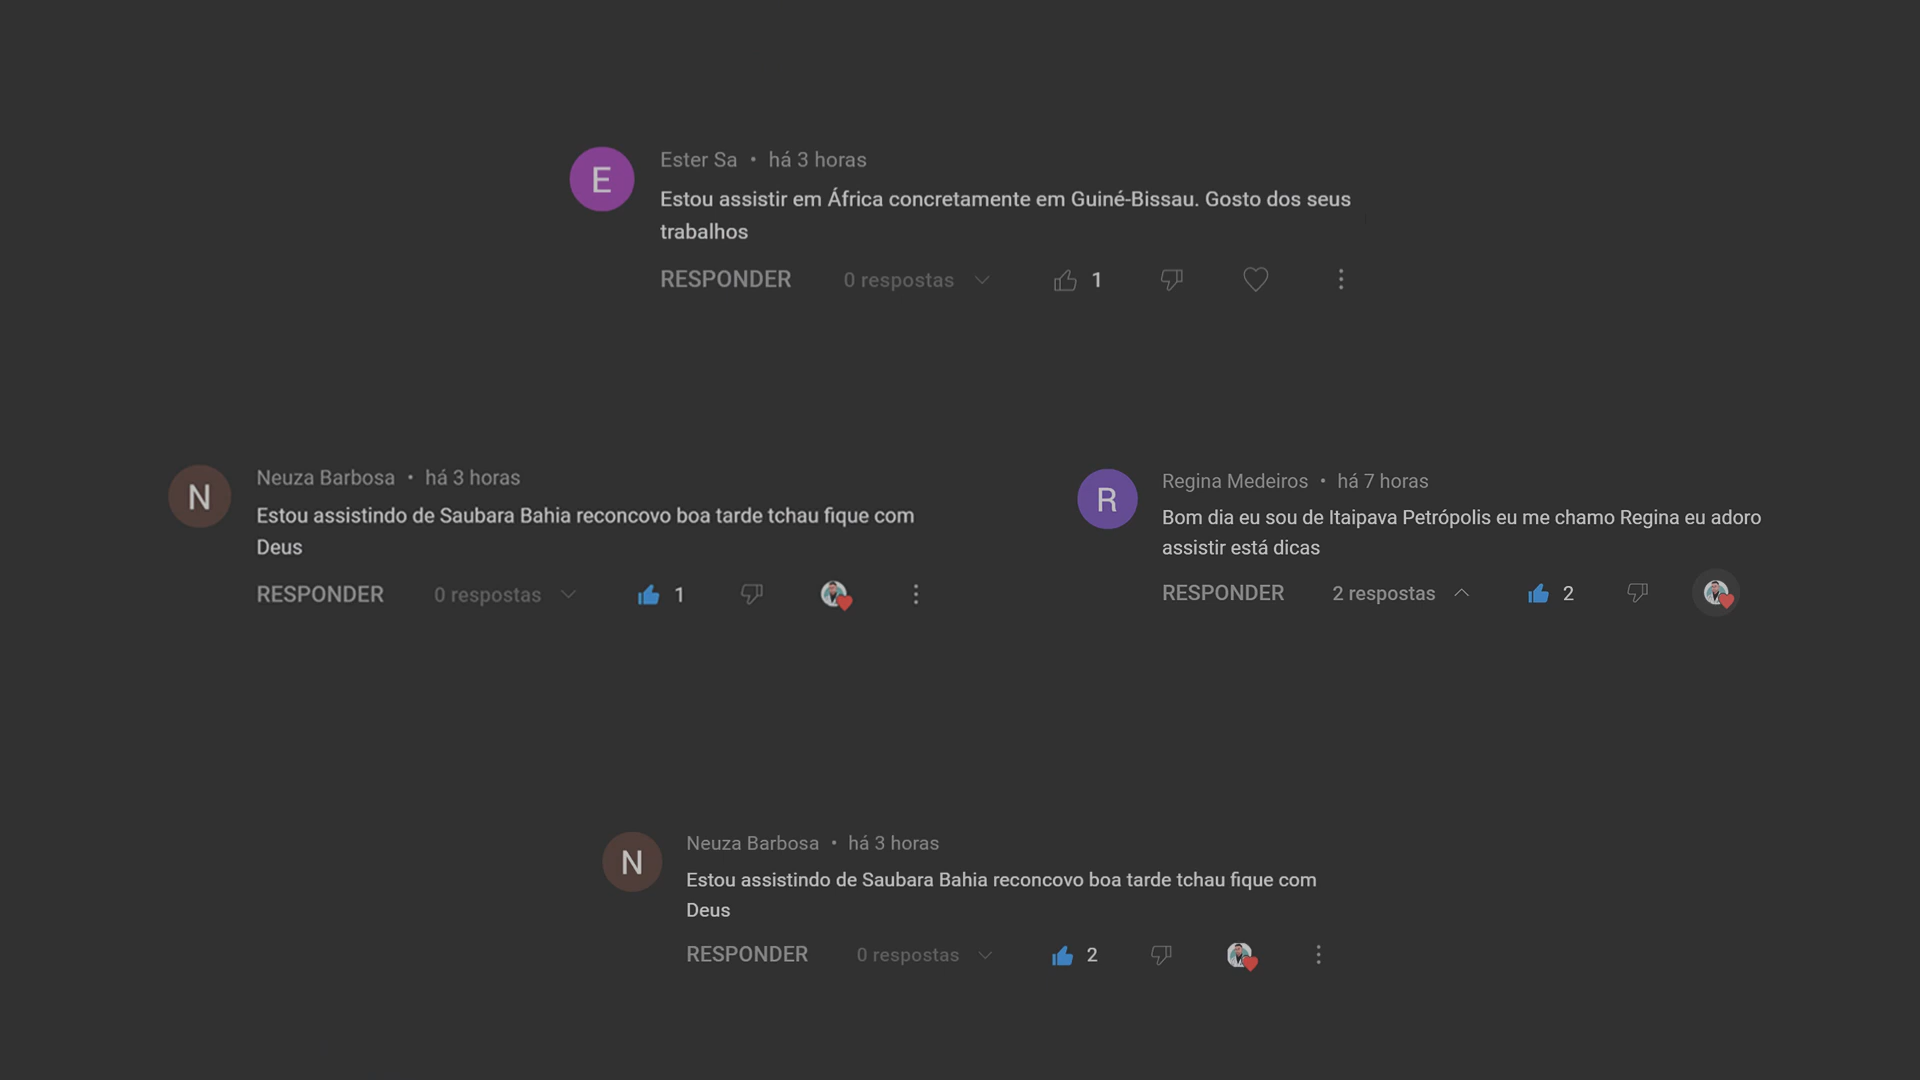 E
Ester Sa • há 3 horas
Estou assistir em África concretamente em Guiné-Bissau. Gosto dos seus
trabalhos
RESPONDER 0 respostas 1
N
Neuza Barbosa • há 3 horas
Estou assistindo de Saubara Bahia reconcovo boa tarde tchau fique com
Deus
RESPONDER 0 respostas 1
R
Regina Medeiros • há 7 horas
Bom dia eu sou de Itaipava Petrópolis eu me chamo Regina eu adoro
assistir está dicas
RESPONDER 2 respostas 2
N
Neuza Barbosa • há 3 horas
Estou assistindo de Saubara Bahia reconcovo boa tarde tchau fique com
Deus
RESPONDER 0 respostas 2